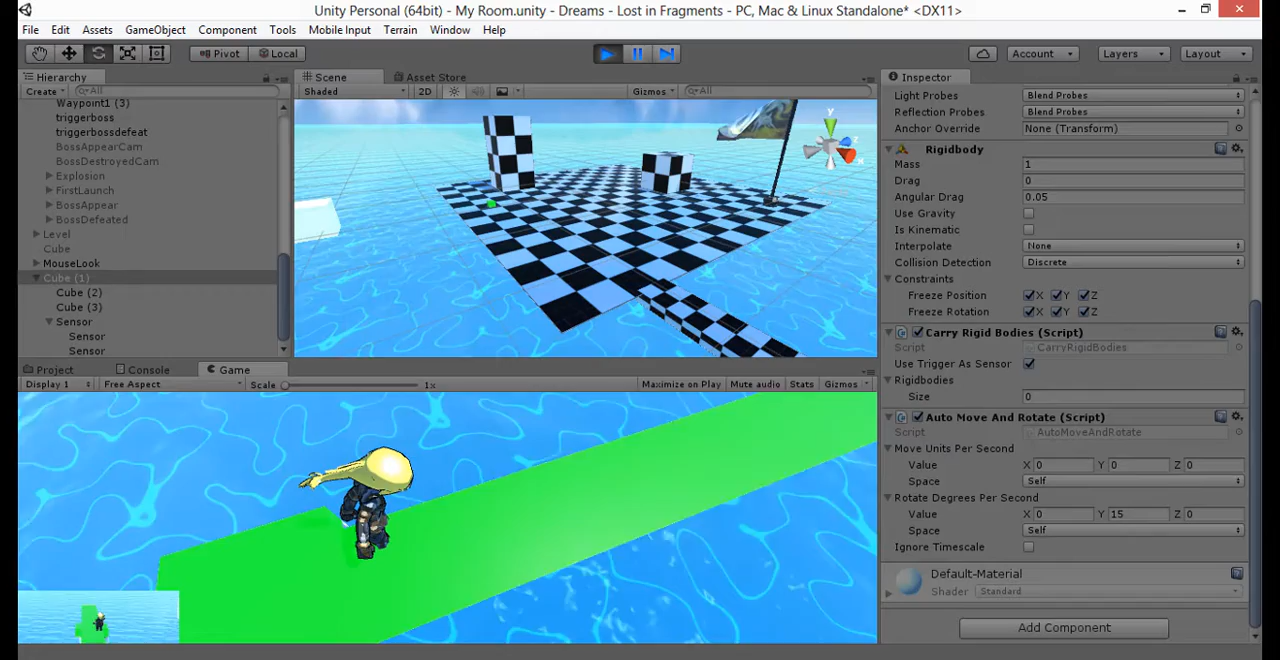 Unity Personal (64bit) - My Room.unity - Dreams - Lost in Fragments - PC, Mac & Linux Standalone* <DX11>
File Edit Assets GameObject Component Tools Mobile Input Terrain Window Help
Pivot Local Account Layers Layout
Hierarchy
Create All
Waypoint1 (3)
triggerboss
triggerbossdefeat
BossAppearCam
BossDestroyedCam
Explosion
FirstLaunch
BossAppear
BossDefeated
Level
Cube
MouseLook
Cube (1)
Cube (2)
Cube (3)
Sensor
Sensor
Sensor
Scene Asset Store
Shaded 2D Gizmos All
Y
Z
X
Project Console Game
Display 1 Free Aspect Scale 1x Maximize on Play Mute audio Stats Gizmos
Inspector
Light Probes Blend Probes
Reflection Probes Blend Probes
Anchor Override None (Transform)
Rigidbody
Mass 1
Drag 0
Angular Drag 0.05
Use Gravity
Is Kinematic
Interpolate None
Collision Detection Discrete
Constraints
Freeze Position X Y Z
Freeze Rotation X Y Z
Carry Rigid Bodies (Script)
Script CarryRigidBodies
Use Trigger As Sensor
Rigidbodies
Size 0
Auto Move And Rotate (Script)
Script AutoMoveAndRotate
Move Units Per Second
Value X 0 Y 0 Z 0
Space Self
Rotate Degrees Per Second
Value X 0 Y 15 Z 0
Space Self
Ignore Timescale
Default-Material
Shader Standard
Add Component